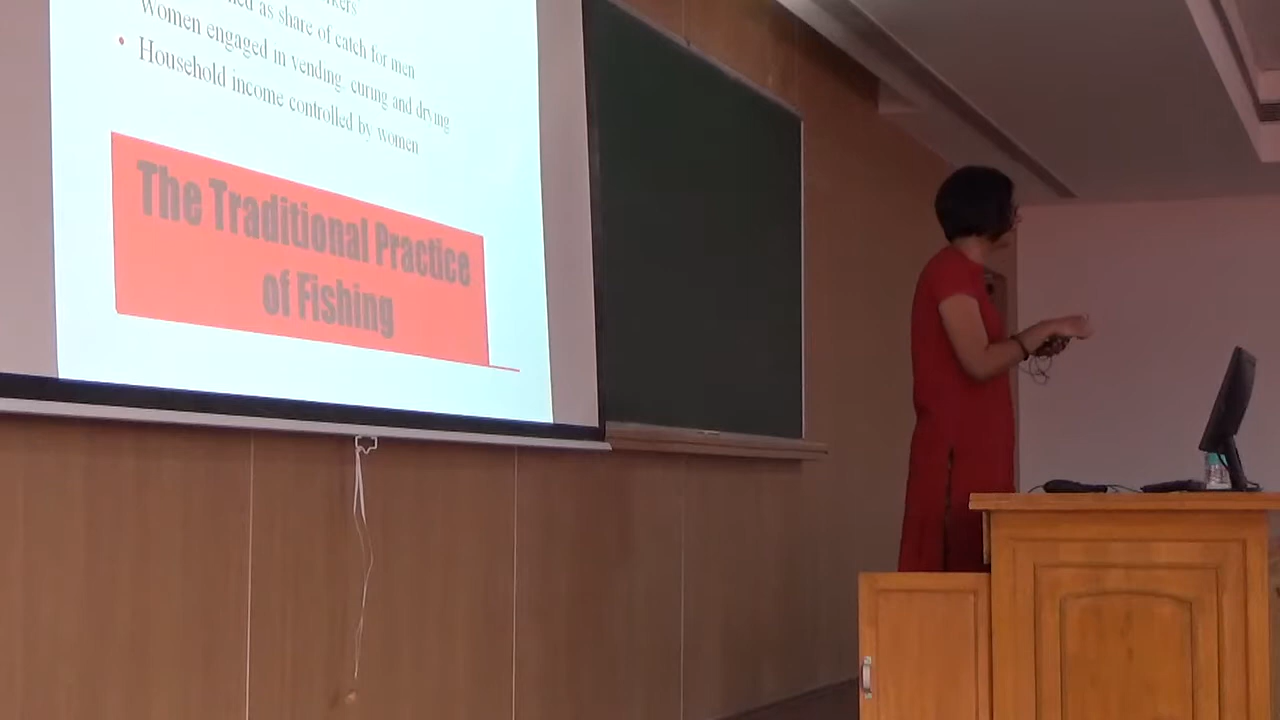 as share of catch for men
Women engaged in vending, curing and drying
• Household income controlled by women
The Traditional Practice
of Fishing